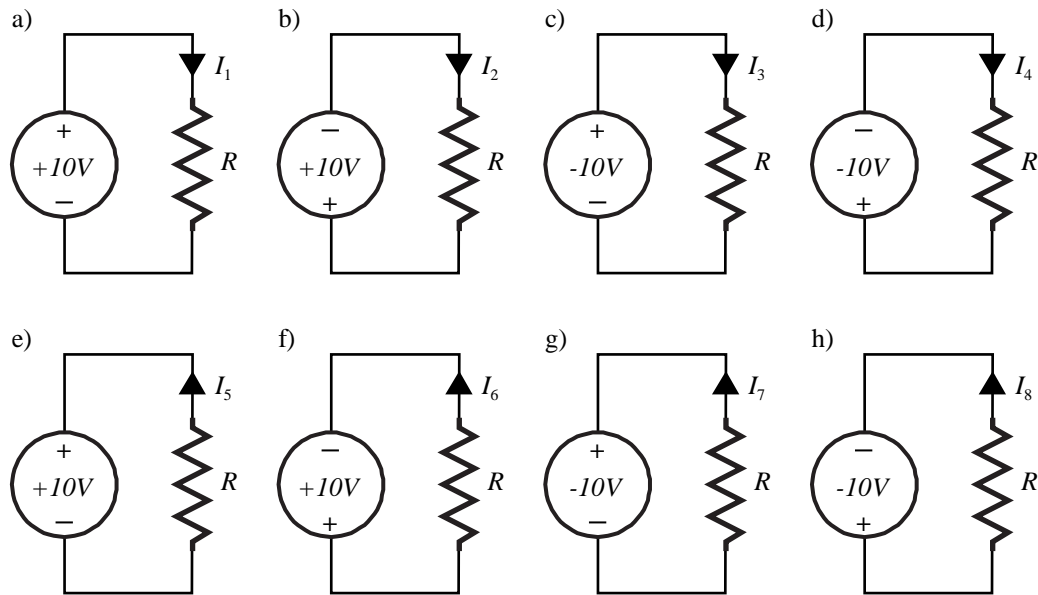 a) b) c) d)
+ − + −
I₁ I₂ I₃ I₄
+10V R +10V R -10V R -10V R
− + − +
e) f) g) h)
I₅ I₆ I₇ I₈
+ − + −
+10V R +10V R -10V R -10V R
− + − +